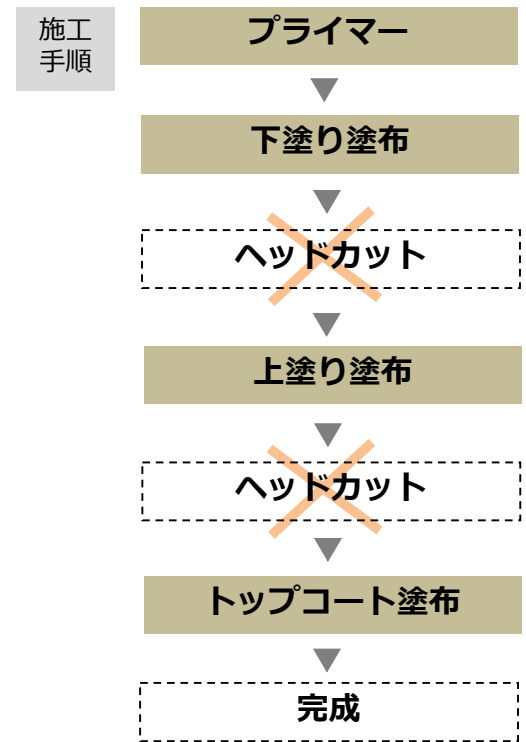 施工
手順
プライマー
下塗り塗布
ヘッドカット
上塗り塗布
ヘッドカット
トップコート塗布
完成